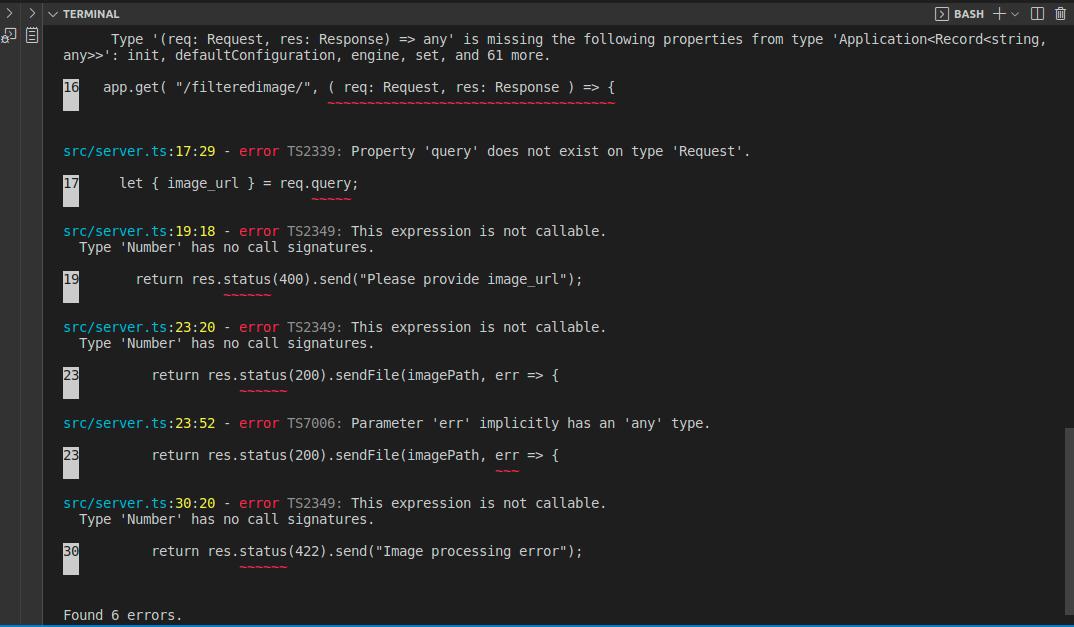 TERMINAL
BASH
Type '(req: Request, res: Response) => any' is missing the following properties from type 'Application<Record<string,
any>>': init, defaultConfiguration, engine, set, and 61 more.
16 app.get( "/filteredimage/", ( req: Request, res: Response ) => {
~~~~~~~~~~~~~~~~~~~~~~~~~~~~~~~~~~~~
src/server.ts:17:29 - error TS2339: Property 'query' does not exist on type 'Request'.
17 let { image_url } = req.query;
~~~~~
src/server.ts:19:18 - error TS2349: This expression is not callable.
Type 'Number' has no call signatures.
19 return res.status(400).send("Please provide image_url");
~~~~~~
src/server.ts:23:20 - error TS2349: This expression is not callable.
Type 'Number' has no call signatures.
23 return res.status(200).sendFile(imagePath, err => {
~~~~~~
src/server.ts:23:52 - error TS7006: Parameter 'err' implicitly has an 'any' type.
23 return res.status(200).sendFile(imagePath, err => {
~~~
src/server.ts:30:20 - error TS2349: This expression is not callable.
Type 'Number' has no call signatures.
30 return res.status(422).send("Image processing error");
~~~~~~
Found 6 errors.